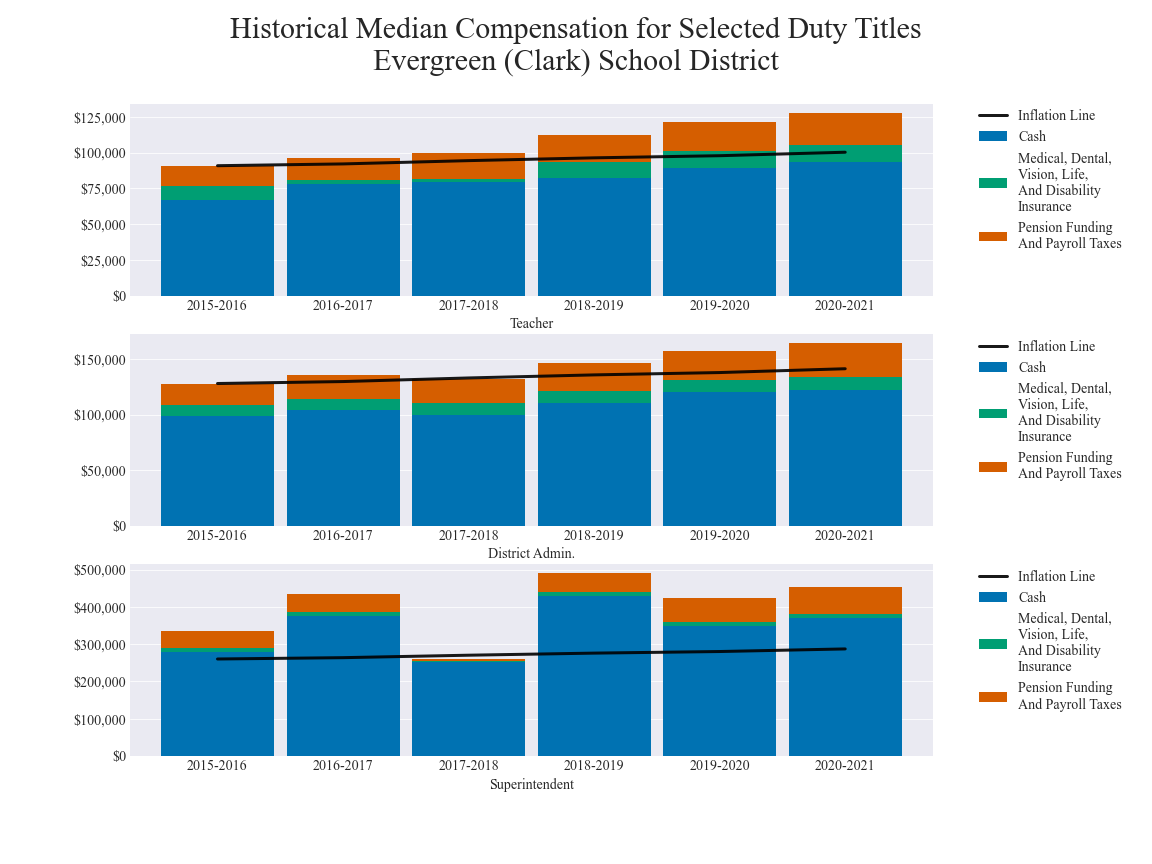 Historical Median Compensation for Selected Duty Titles
Evergreen (Clark) School District
$125,000
$100,000
$75,000
$50,000
$25,000
$0
2015-2016
2016-2017
2017-2018
2018-2019
2019-2020
2020-2021
Teacher
Inflation Line
Cash
Medical, Dental,
Vision, Life,
And Disability
Insurance
Pension Funding
And Payroll Taxes
$150,000
$100,000
$50,000
$0
2015-2016
2016-2017
2017-2018
2018-2019
2019-2020
2020-2021
District Admin.
Inflation Line
Cash
Medical, Dental,
Vision, Life,
And Disability
Insurance
Pension Funding
And Payroll Taxes
$500,000
$400,000
$300,000
$200,000
$100,000
$0
2015-2016
2016-2017
2017-2018
2018-2019
2019-2020
2020-2021
Superintendent
Inflation Line
Cash
Medical, Dental,
Vision, Life,
And Disability
Insurance
Pension Funding
And Payroll Taxes